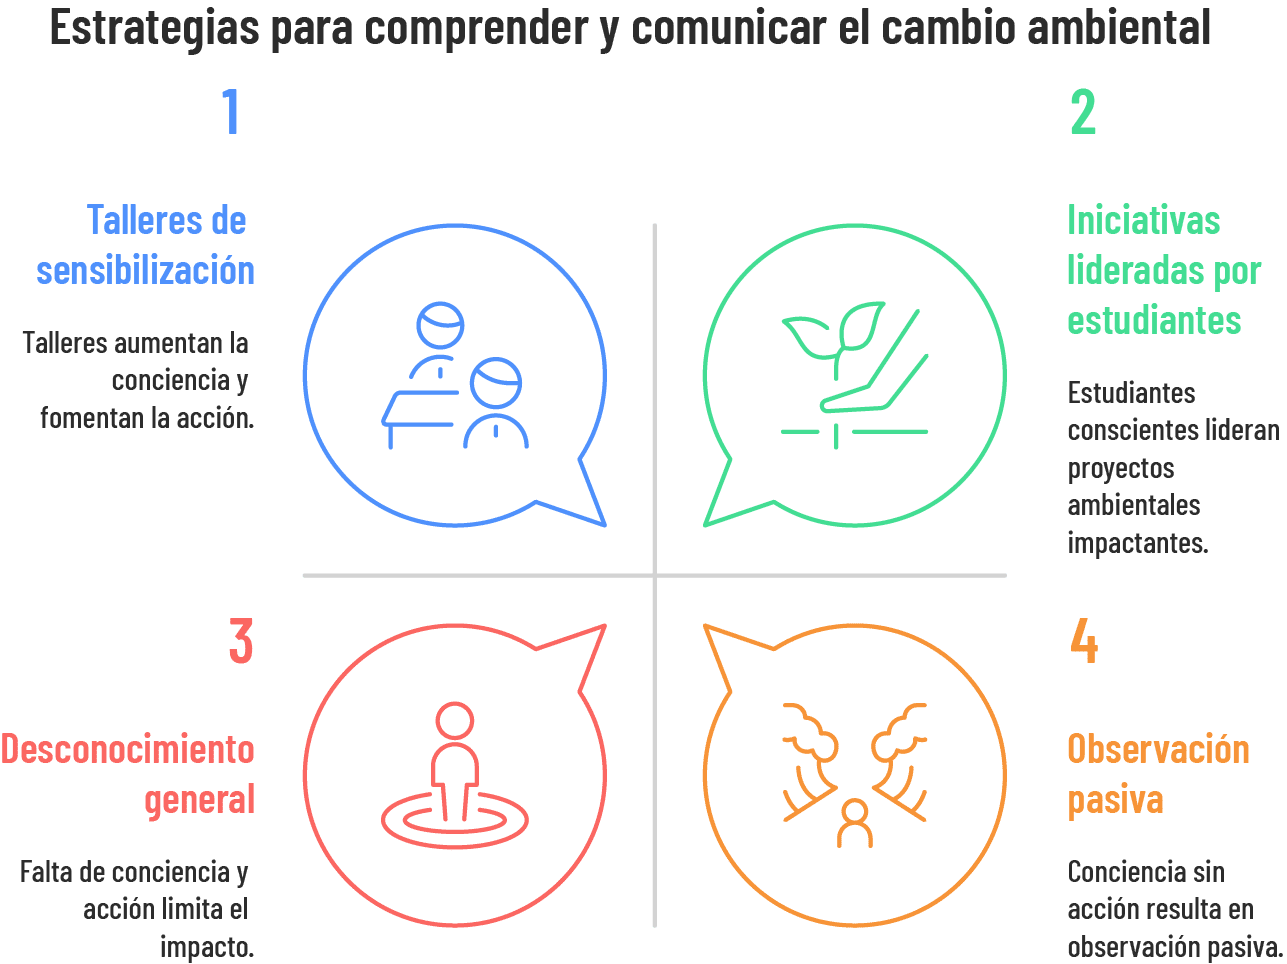 Estrategias para comprender y comunicar el cambio ambiental
1
Talleres de
sensibilización
Talleres aumentan la
conciencia y
fomentan la acción.
2
Iniciativas
lideradas por
estudiantes
Estudiantes
conscientes lideran
proyectos
ambientales
impactantes.
3
Desconocimiento
general
Falta de conciencia y
acción limita el
impacto.
4
Observación
pasiva
Conciencia sin
acción resulta en
observación pasiva.